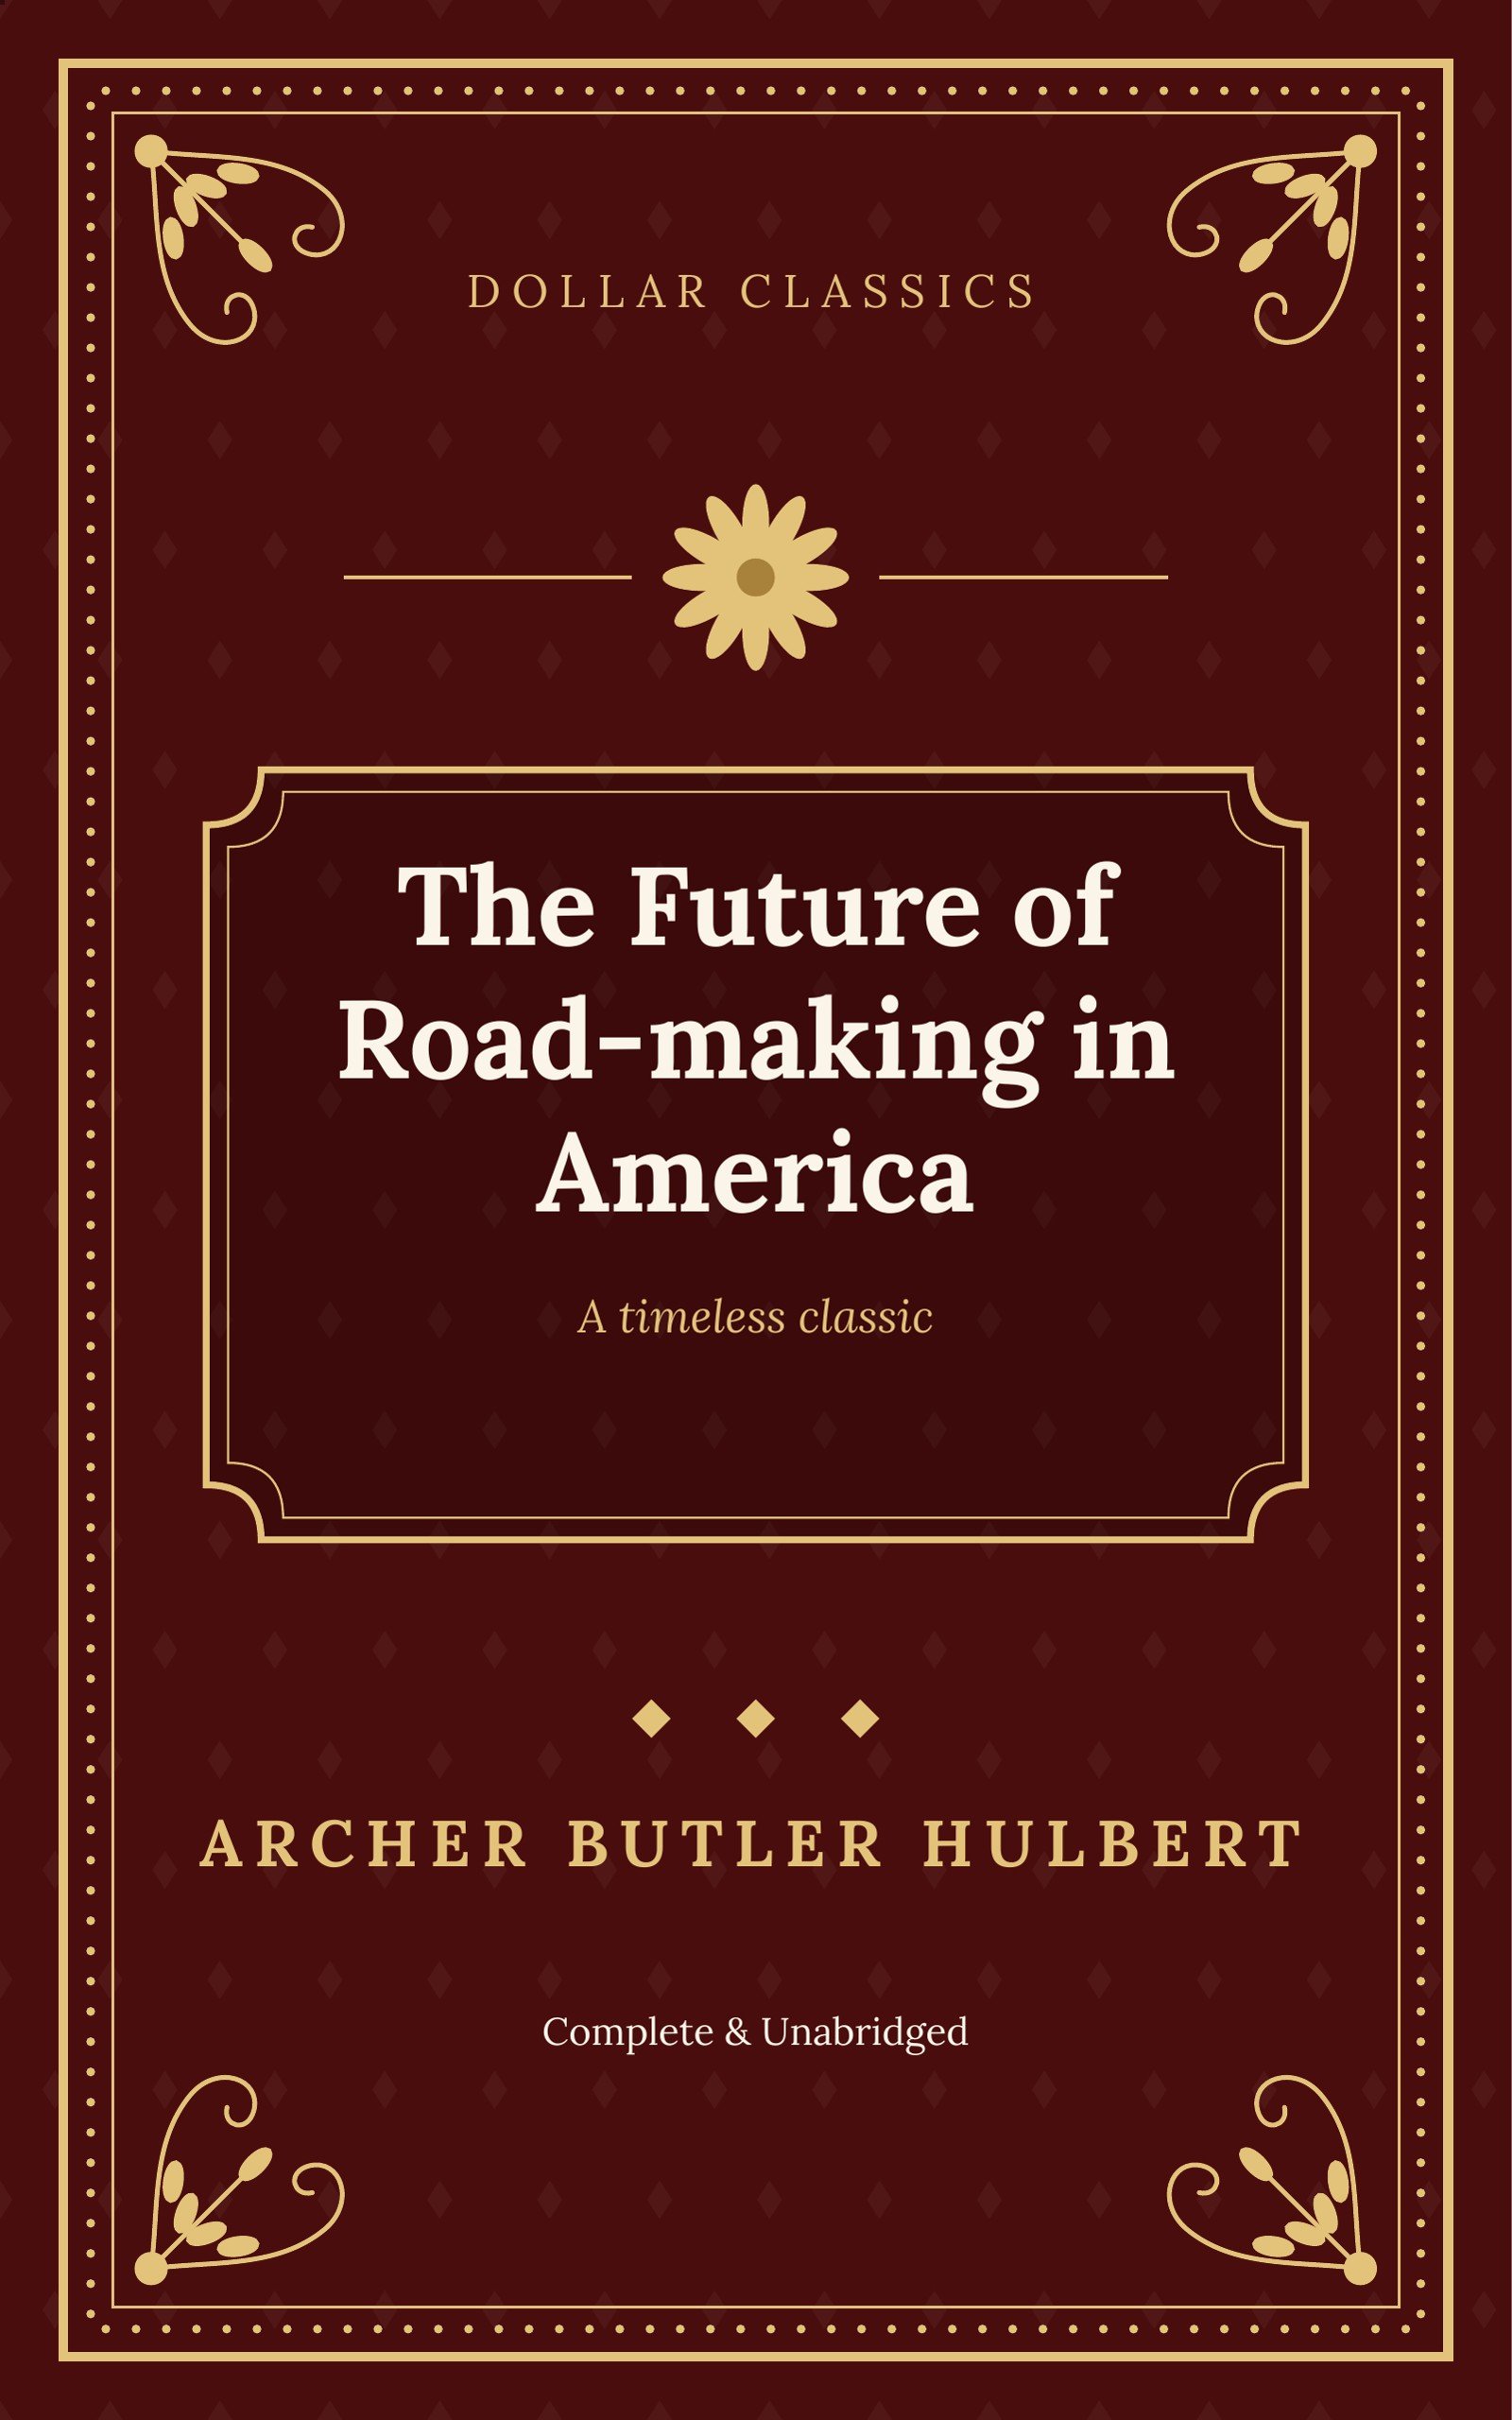 DOLLAR CLASSICS
The Future of
Road-making in
America
A timeless classic
ARCHER BUTLER HULBERT
Complete & Unabridged